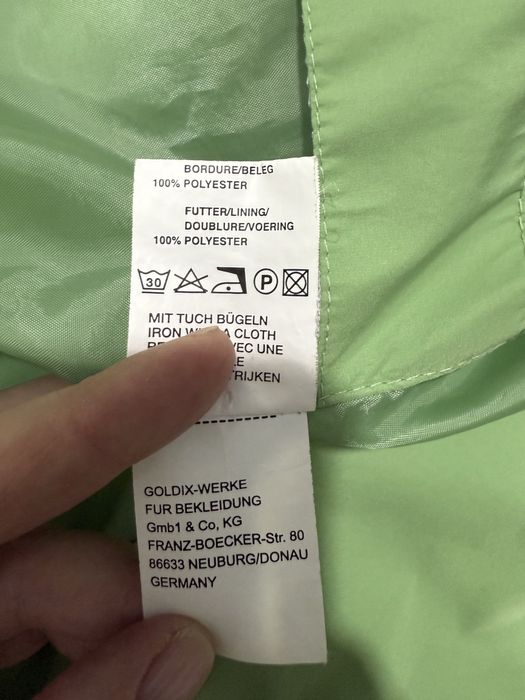 BORDURE/BELEG
100% POLYESTER
FUTTER/LINING/
DOUBLURE/VOERING
100% POLYESTER
30 P
MIT TUCH BÜGELN
IRON A CLOTH
UNE
GOLDIX-WERKE
FUR BEKLEIDUNG
Gmb1 & Co, KG
FRANZ-BOECKER-Str. 80
86633 NEUBURG/DONAU
GERMANY